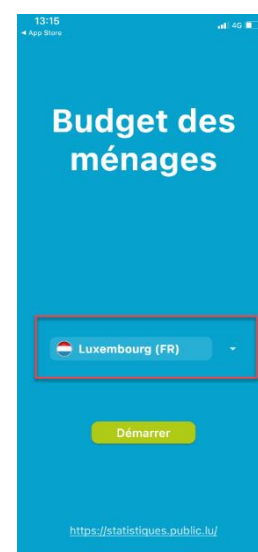 13:15
4G
App Store
Budget des
ménages
Luxembourg (FR)
Démarrer
https://statistiques.public.lu/